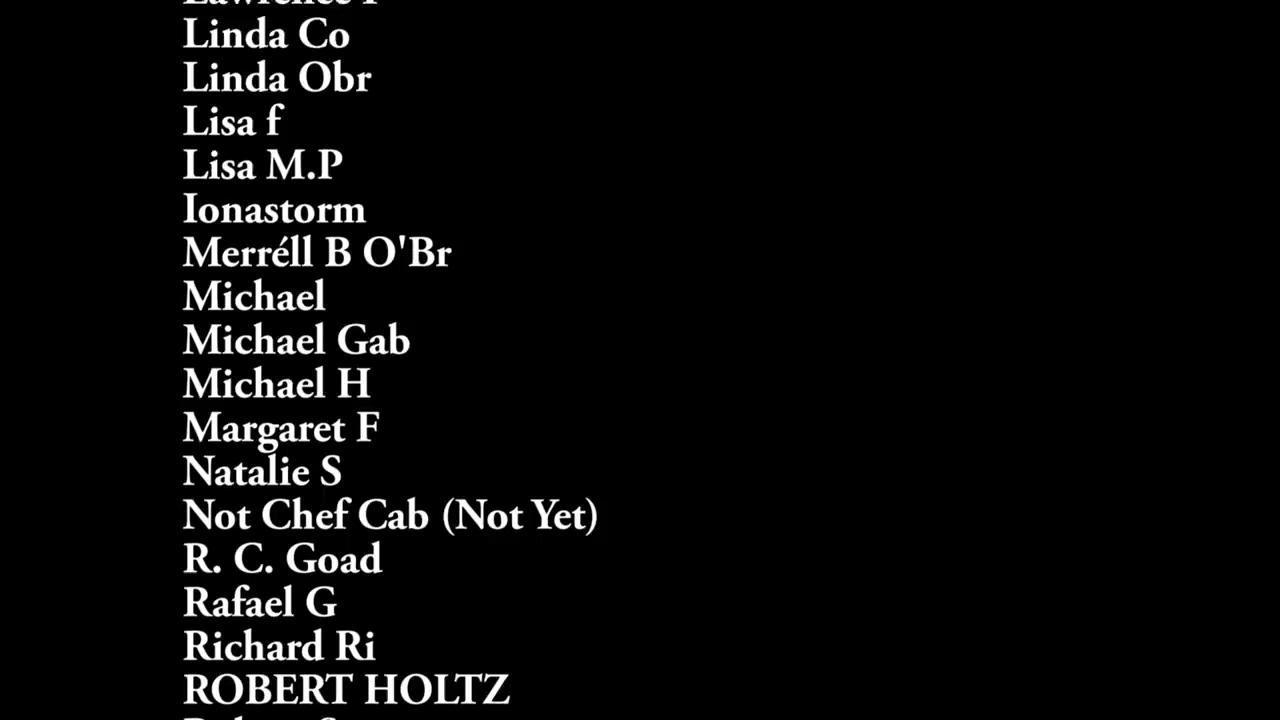 Lawrence P
Linda Co
Linda Obr
Lisa f
Lisa M.P
Ionastorm
Merréll B O'Br
Michael
Michael Gab
Michael H
Margaret F
Natalie S
Not Chef Cab (Not Yet)
R. C. Goad
Rafael G
Richard Ri
ROBERT HOLTZ